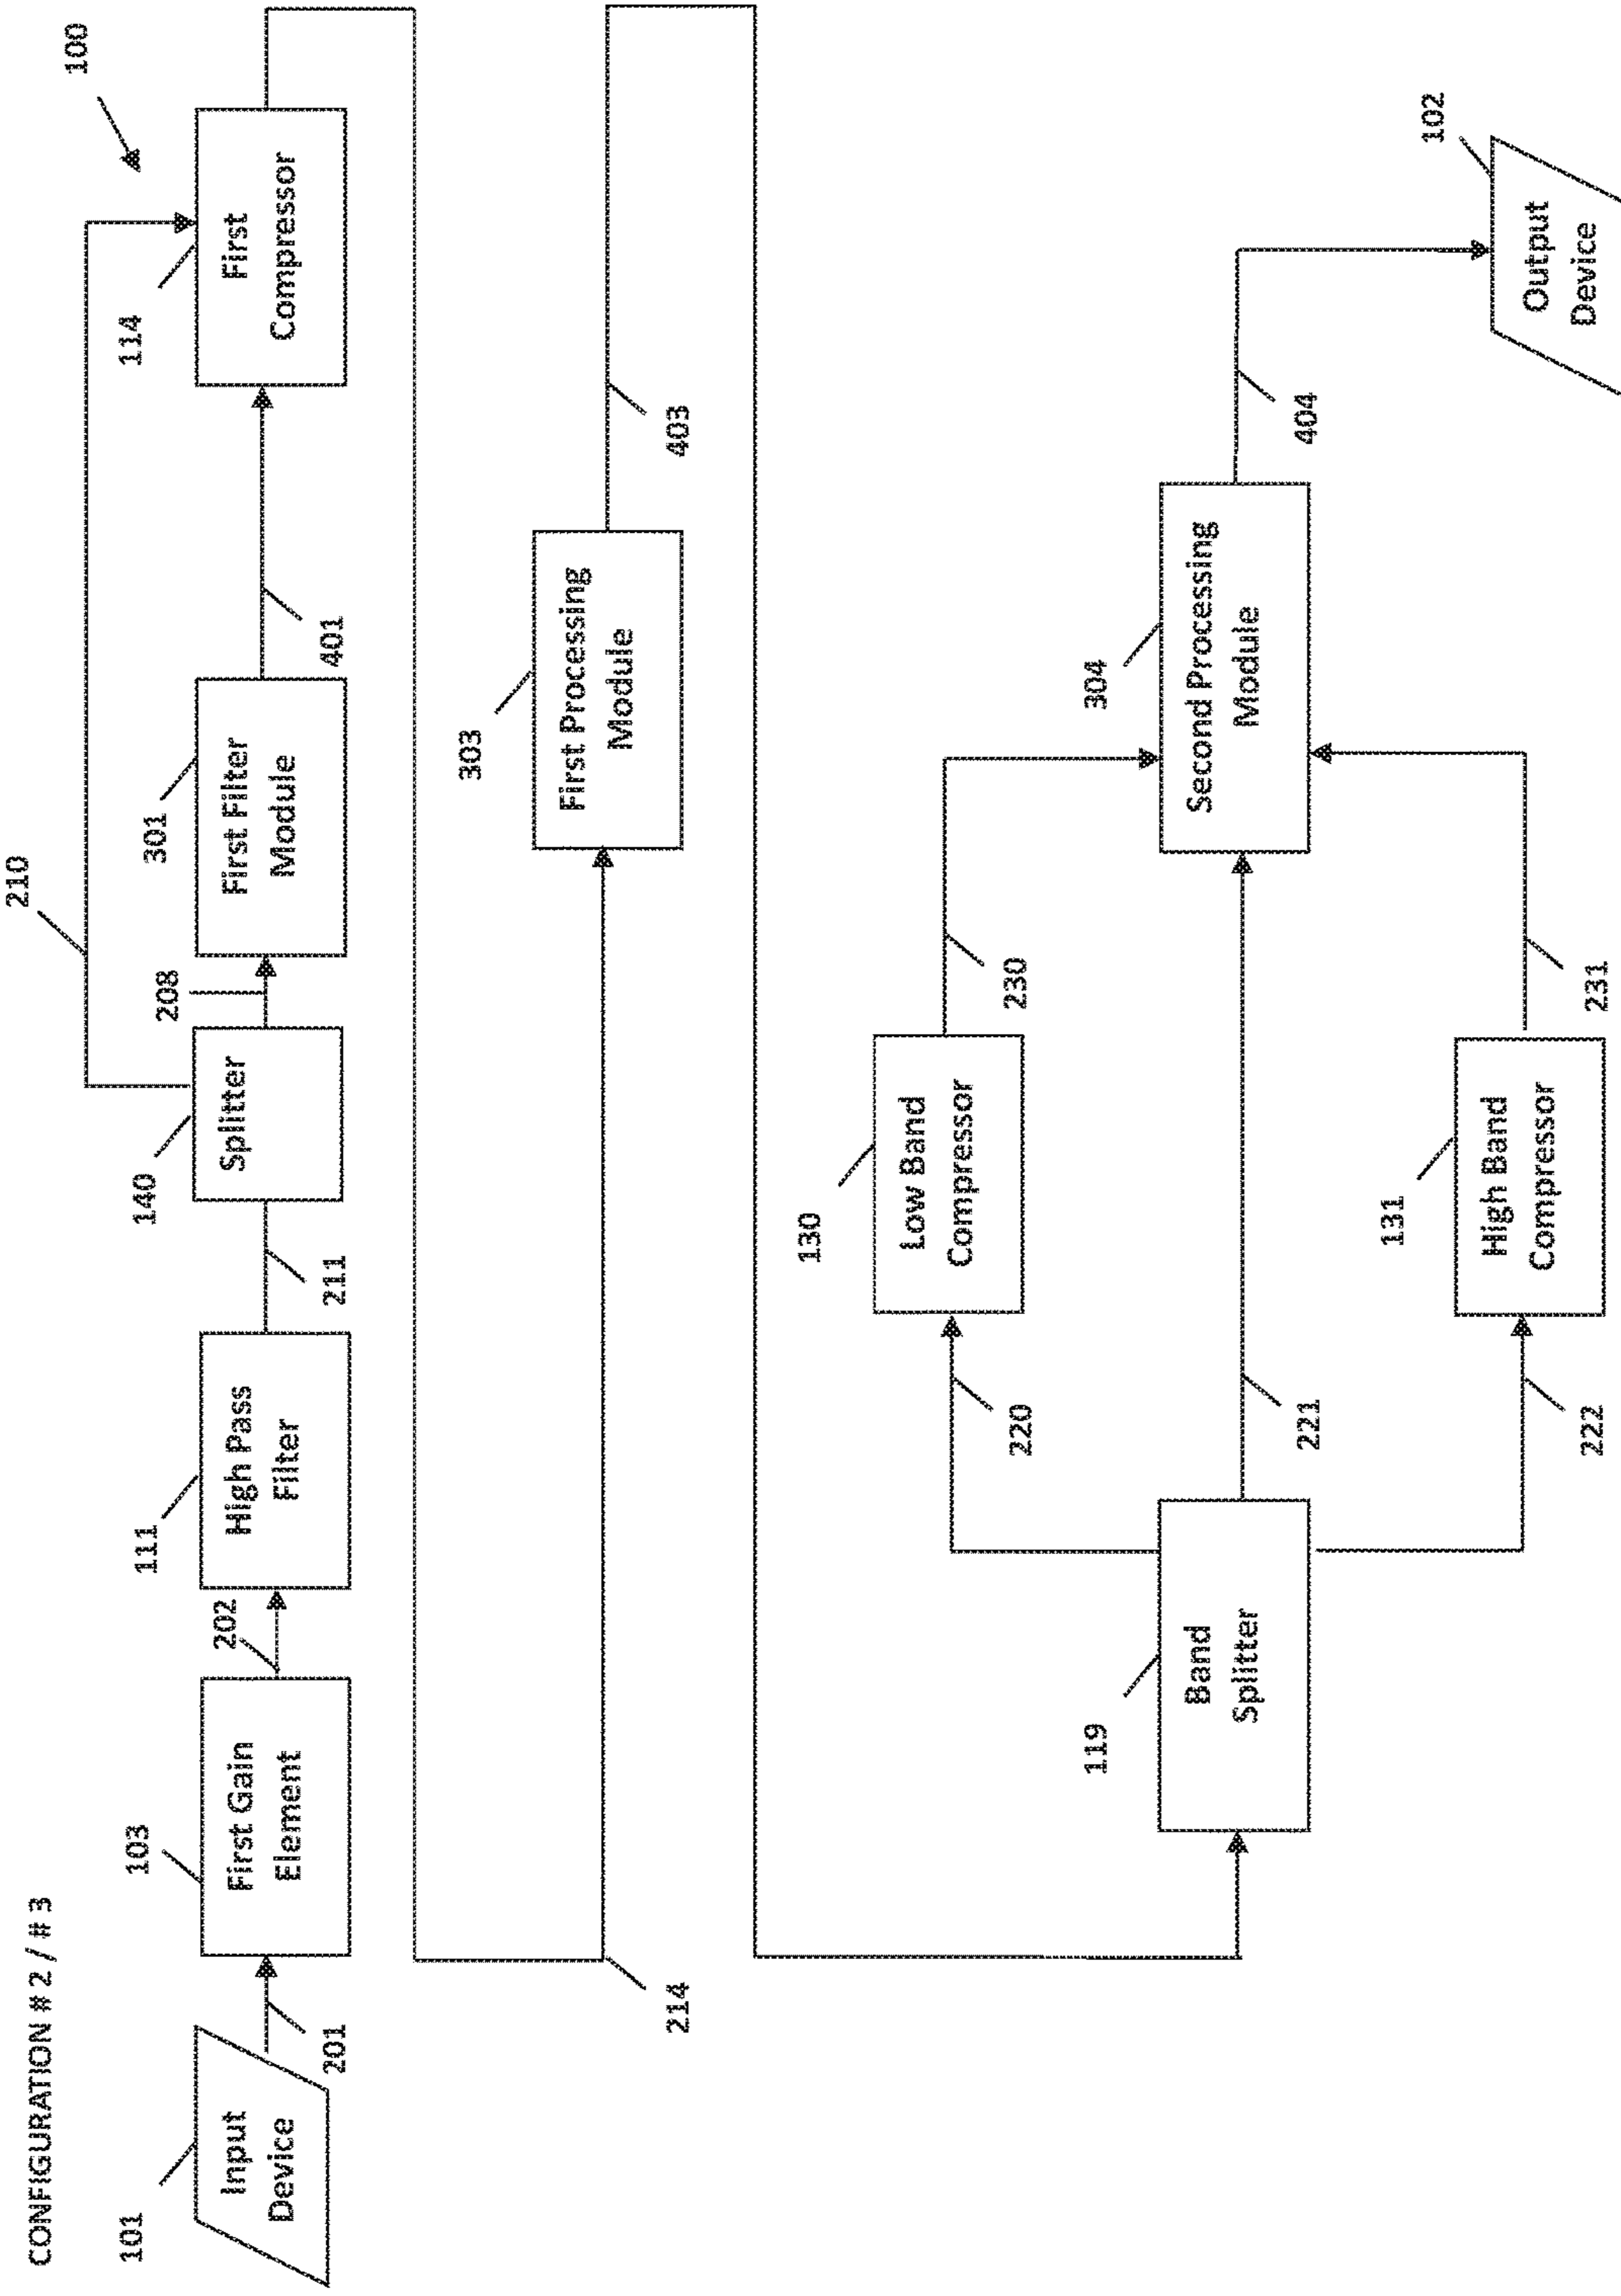 CONFIGURATION # 2 / # 3
100
210
101
Input
Device
201
103
First Gain
Element
202
111
High Pass
Filter
211
140
Splitter
208
301
First Filter
Module
401
114
First
Compressor
214
303
First Processing
Module
403
119
Band
Splitter
220
221
222
130
Low Band
Compressor
230
131
High Band
Compressor
231
304
Second Processing
Module
404
102
Output
Device